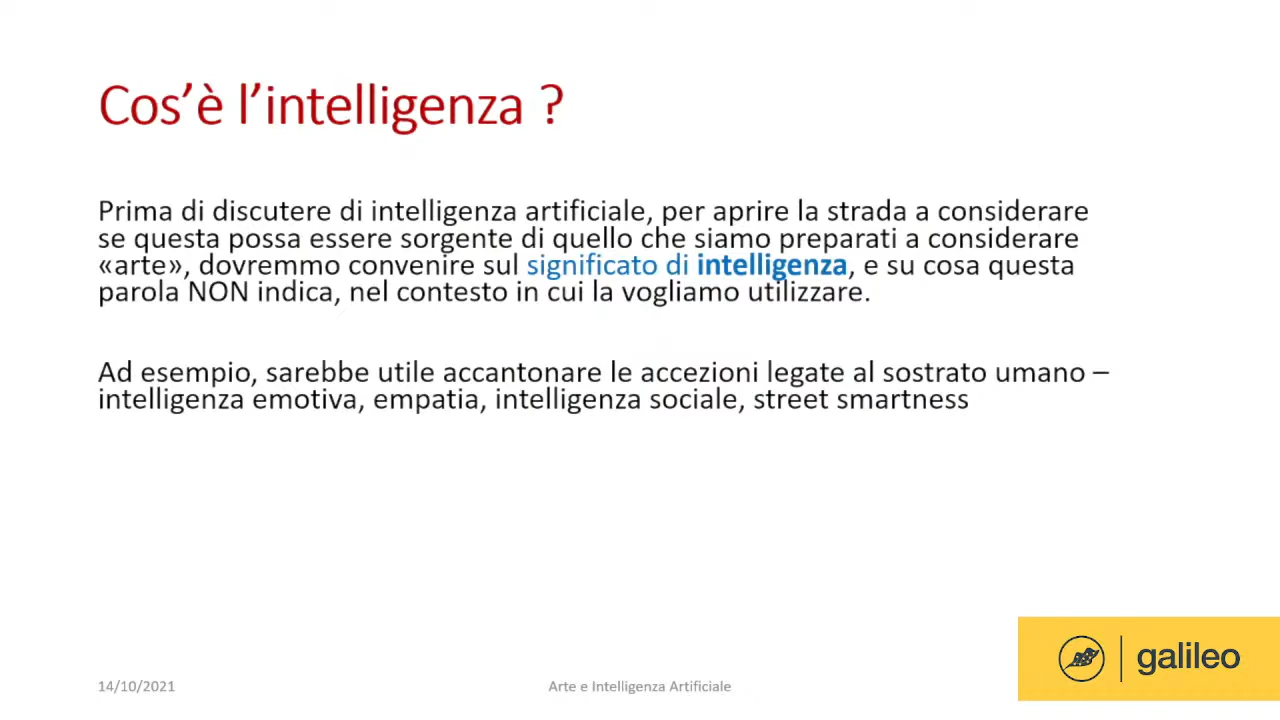 Cos’è l’intelligenza ?
Prima di discutere di intelligenza artificiale, per aprire la strada a considerare
se questa possa essere sorgente di quello che siamo preparati a considerare
«arte», dovremmo convenire sul significato di intelligenza, e su cosa questa
parola NON indica, nel contesto in cui la vogliamo utilizzare.
Ad esempio, sarebbe utile accantonare le accezioni legate al sostrato umano –
intelligenza emotiva, empatia, intelligenza sociale, street smartness
14/10/2021
Arte e Intelligenza Artificiale
galileo